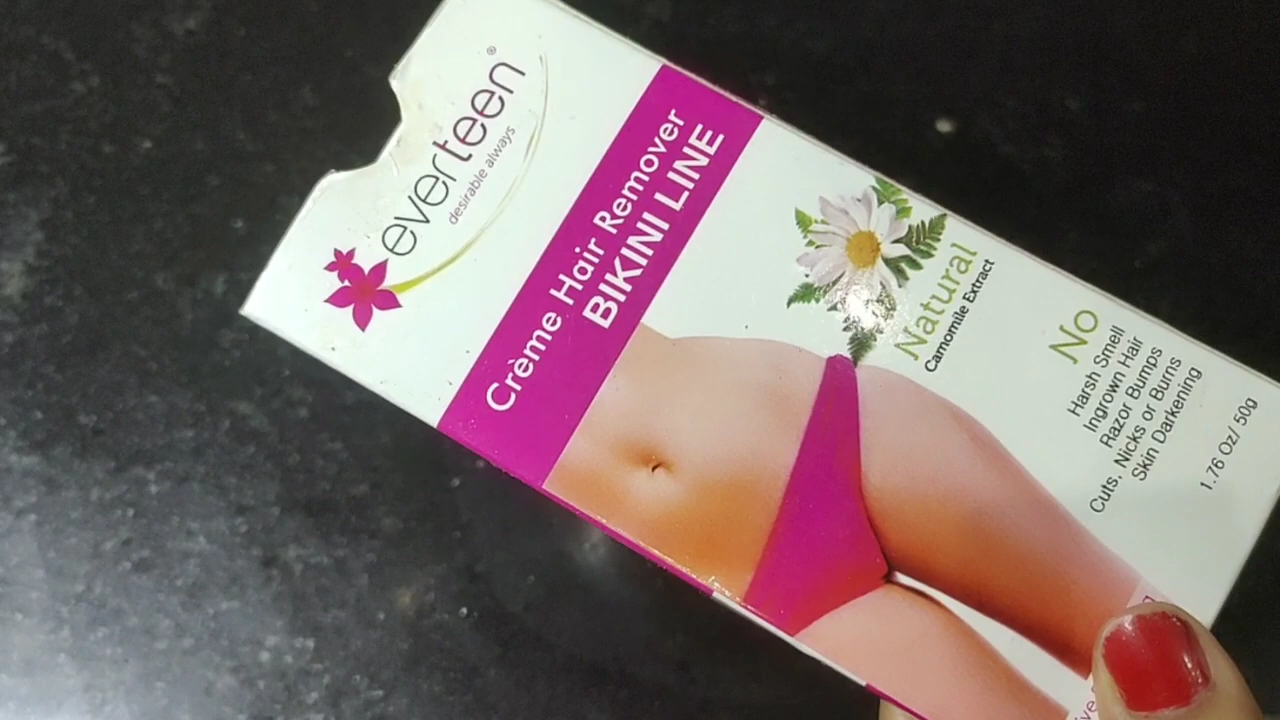 everteen®
desirable always
Crème Hair Remover
BIKINI LINE
Natural
Camomile Extract
No
Harsh Smell
Ingrown Hair
Razor Bumps
Cuts, Nicks or Burns
Skin Darkening
1.76 Oz/ 50g